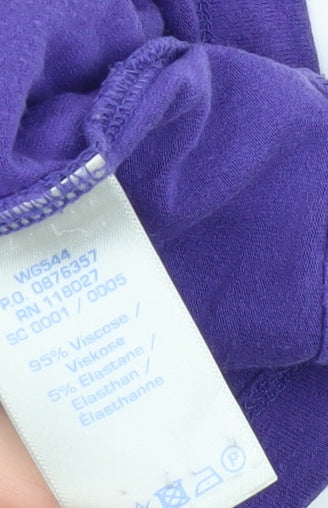 WG544
P.O. 0876357
RN 118027
SC 0001 / 0005
95% Viscose /
Viskose
5% Elastane /
Elasthan /
Élasthanne
P